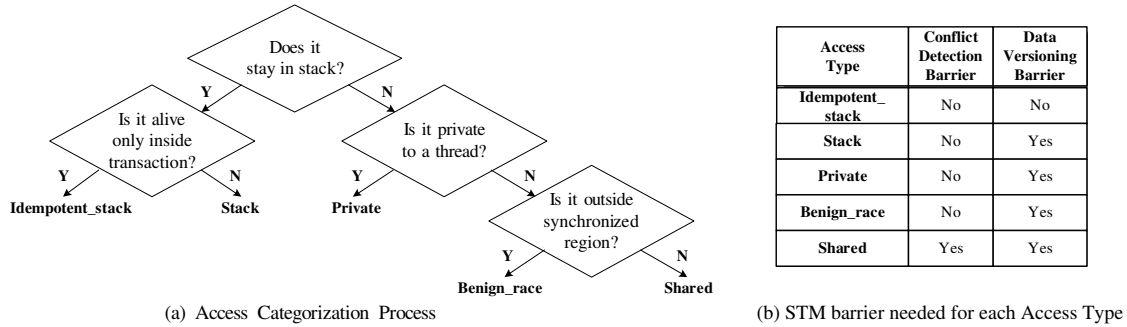 Does it
stay in stack?
Y
N
Is it alive
only inside
transaction?
Is it private
to a thread?
Y
N
Y
N
Idempotent_stack
Stack
Private
Is it outside
synchronized
region?
Y
N
Benign_race
Shared
(a) Access Categorization Process
Access
Type
Conflict
Detection
Barrier
Data
Versioning
Barrier
Idempotent_
stack
No
No
Stack
No
Yes
Private
No
Yes
Benign_race
No
Yes
Shared
Yes
Yes
(b) STM barrier needed for each Access Type